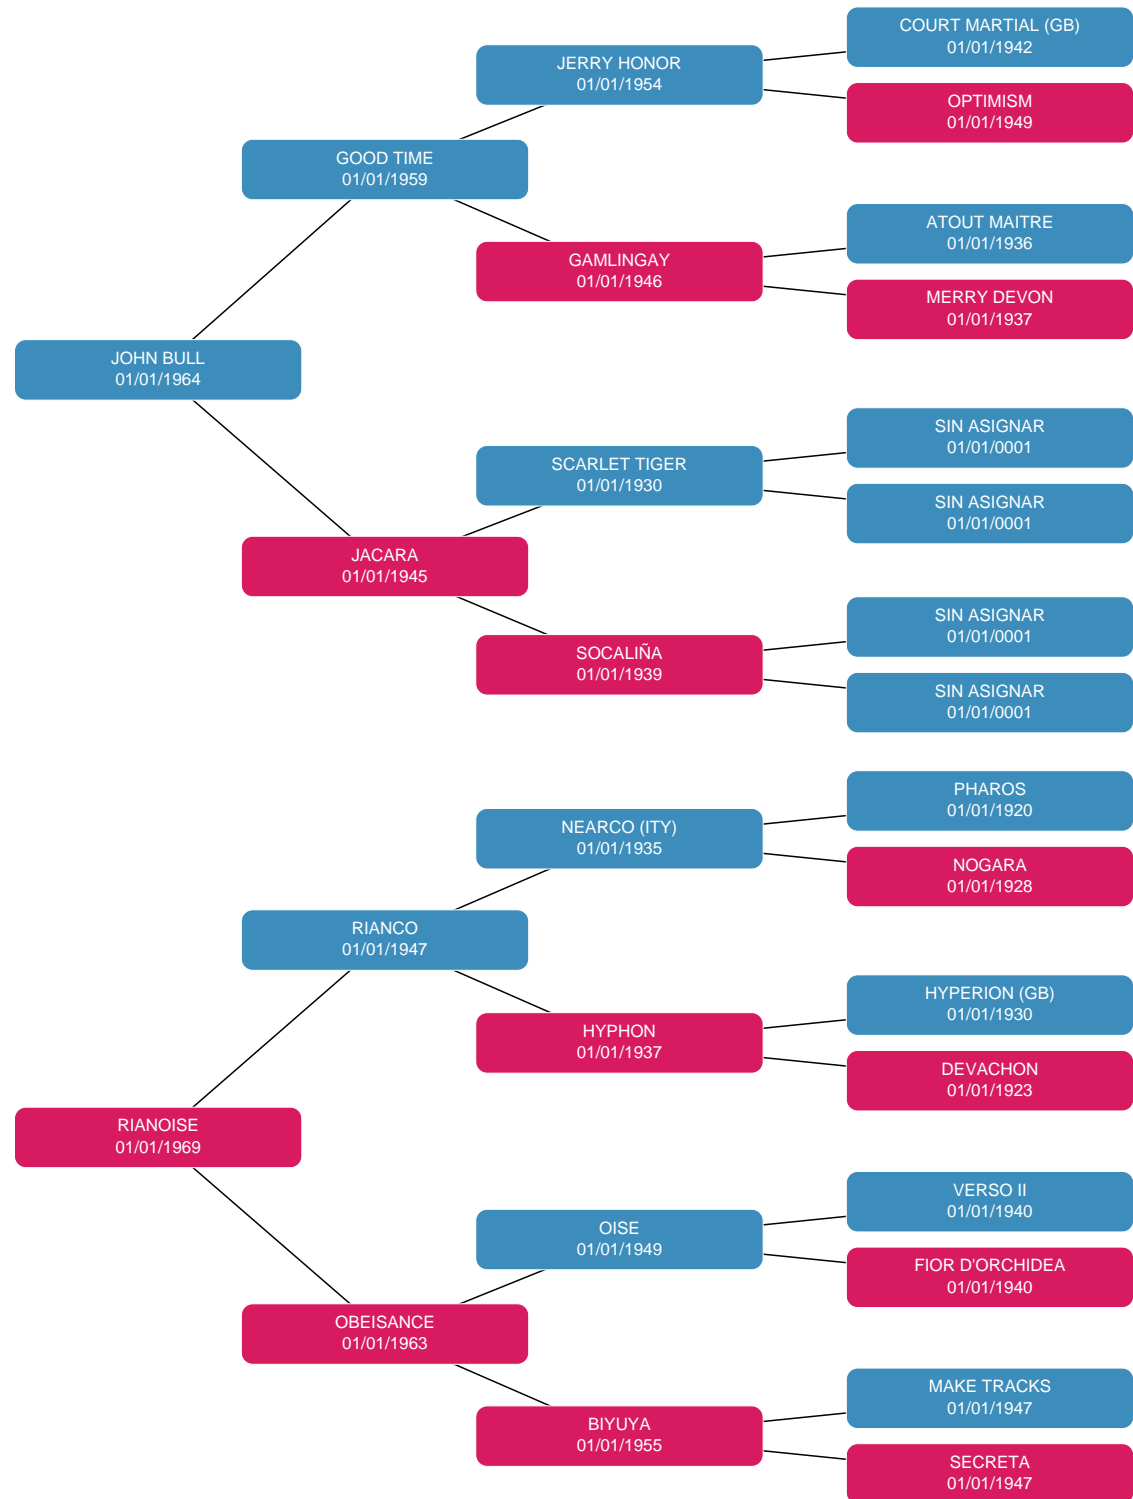 COURT MARTIAL (GB)
01/01/1942
JERRY HONOR
01/01/1954
OPTIMISM
01/01/1949
GOOD TIME
01/01/1959
ATOUT MAITRE
01/01/1936
GAMLINGAY
01/01/1946
MERRY DEVON
01/01/1937
JOHN BULL
01/01/1964
SIN ASIGNAR
01/01/0001
SCARLET TIGER
01/01/1930
SIN ASIGNAR
01/01/0001
JACARA
01/01/1945
SIN ASIGNAR
01/01/0001
SOCALIÑA
01/01/1939
SIN ASIGNAR
01/01/0001
PHAROS
01/01/1920
NEARCO (ITY)
01/01/1935
NOGARA
01/01/1928
RIANCO
01/01/1947
HYPERION (GB)
01/01/1930
HYPHON
01/01/1937
DEVACHON
01/01/1923
RIANOISE
01/01/1969
VERSO II
01/01/1940
OISE
01/01/1949
FIOR D'ORCHIDEA
01/01/1940
OBEISANCE
01/01/1963
MAKE TRACKS
01/01/1947
BIYUYA
01/01/1955
SECRETA
01/01/1947